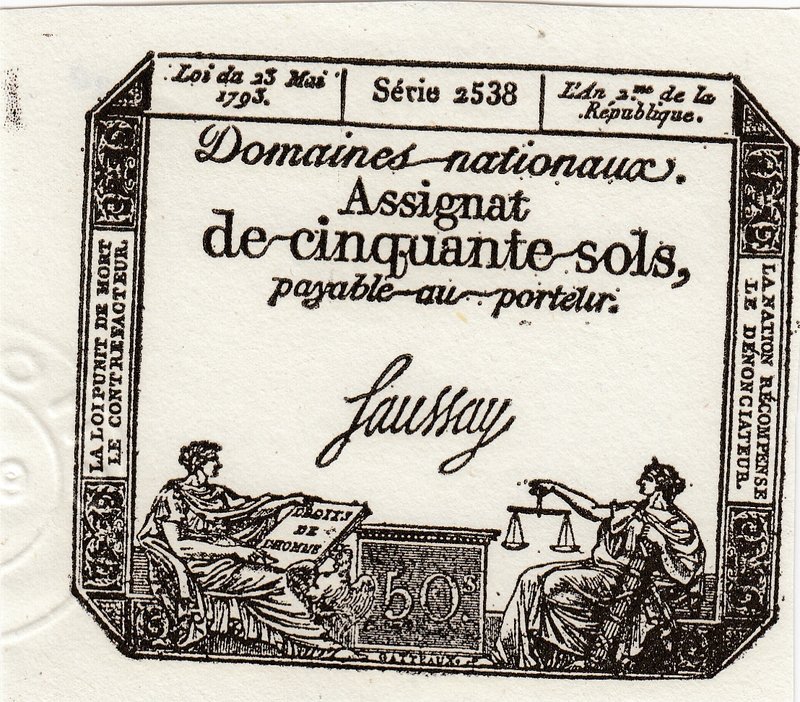 Loi du 23 Mai
1793.
Série 2538
L'An 2.me de la
République.
Domaines nationaux.
Assignat
de cinquante sols,
payable au porteur.
LA LOI PUNIT DE MORT
LE CONTREFACTEUR.
LA NATION RÉCOMPENSE
LE DÉNONCIATEUR.
Saussay
DROITS
DE
L'HOMME
50s
GATTEAUX.